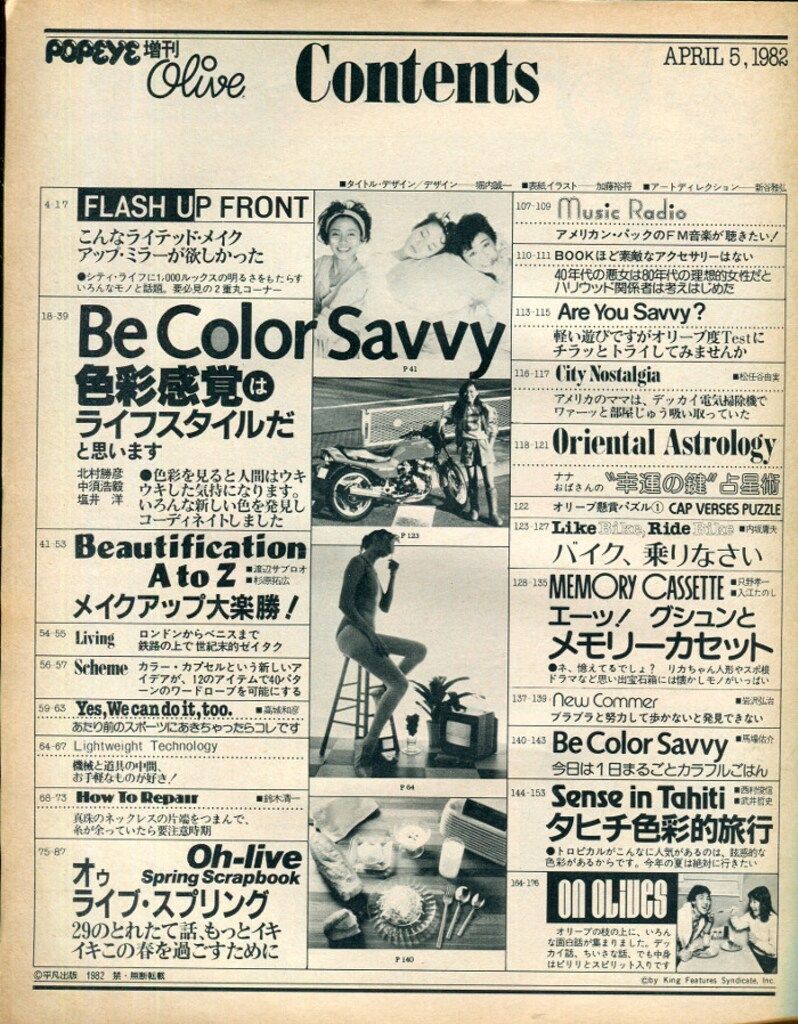 POPEYE 増刊
Olive
Contents
APRIL 5, 1982
■タイトル・デザイン／デザイン──堀内誠一 ■表紙イラスト──加藤裕将 ■アートディレクション──新谷雅弘
4-17 FLASH UP FRONT
こんなライテッド・メイク
アップ・ミラーが欲しかった
●シティ・ライフに1,000ルックスの明るさをもたらす
いろんなモノと話題。要必見の2重丸コーナー
18-39
Be Color Savvy
色彩感覚は
ライフスタイルだ
と思います
北村勝彦
中須浩毅
塩井 洋
●色彩を見ると人間はウキ
ウキした気持になります。
いろんな新しい色を発見し
コーディネイトしました
41-53 Beautification
A to Z ■渡辺サブロオ
■杉原拓広
メイクアップ大楽勝！
54-55 Living ロンドンからベニスまで
鉄路の上で世紀末的ゼイタク
56-57 Scheme カラー・カプセルという新しいア
イデアが、12のアイテムで40パタ
ーンのワードローブを可能にする
59-63 Yes, We can do it, too. ■高城和彦
あたり前のスポーツにあきちゃったらコレです
64-67 Lightweight Technology
機械と道具の中間、
お手軽なものが好き！
68-73 How To Repair ■鈴木清一
真珠のネックレスの片端をつまんで、
糸が余っていたら要注意時期
75-87 Oh-live
Spring Scrapbook
オゥ
ライブ・スプリング
29のとれたて話、もっとイキ
イキこの春を過ごすために
P 41
P 123
P 64
P 140
107-109 Music Radio
アメリカン・パックのFM音楽が聴きたい！
110-111 BOOKほど素敵なアクセサリーはない
40年代の悪女は80年代の理想的女性だと
ハリウッド関係者は考えはじめた
113-115 Are You Savvy?
軽い遊びですがオリーブ度Testに
チラッとトライしてみませんか
116-117 City Nostalgia ■松任谷由実
アメリカのママは、デッカイ電気掃除機で
ワァーッと部屋じゅう吸い取っていた
118-121 Oriental Astrology
ナナ
おばさんの "幸運の鍵"占星術
122 オリーブ懸賞パズル① CAP VERSES PUZZLE
123-127 Like Bike, Ride Bike ■内坂庸夫
バイク、乗りなさい
128-135 MEMORY CASSETTE ■只野孝一
■入江たのし
エーッ！ グシュンと
メモリーカセット
●ネ、憶えてるでしょ？ リカちゃん人形やスポ根
ドラマなど思い出宝石箱には懐かしモノがいっぱい
137-139 New Commer ■岩沢弘治
ブラブラと努力して歩かないと発見できない
140-143 Be Color Savvy ■馬場佑介
今日は1日まるごとカラフルごはん
144-153 Sense in Tahiti ■西村俊信
■武井哲史
タヒチ色彩的旅行
●トロピカルがこんなに人気があるのは、眩惑的な
色彩があるからです。今年の夏は絶対に行きたい
164-176 ON OLIVES
オリーブの枝の上に、いろん
な面白話が集まりました。デッ
カイ話、ちいさな話、でも中身
はピリリとスピリット入りです
©平凡出版 1982 禁・無断転載
©by King Features Syndicate, Inc.